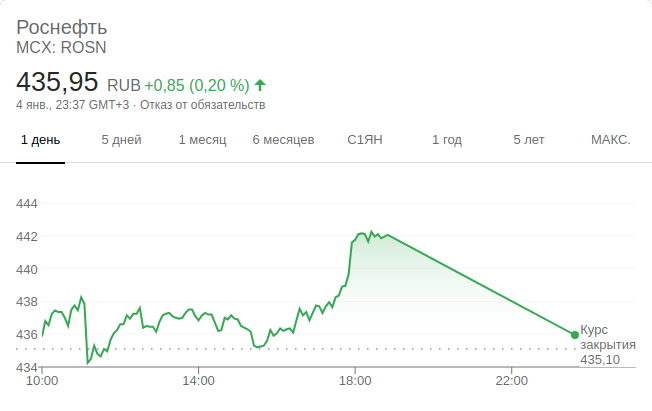 Роснефть
MCX: ROSN
435,95 RUB +0,85 (0,20 %)
4 янв., 23:37 GMT+3 · Отказ от обязательств
1 день 5 дней 1 месяц 6 месяцев С1ЯН 1 год 5 лет МАКС.
444
442
440
438
436
434
Курс
закрытия
435,10
10:00 14:00 18:00 22:00